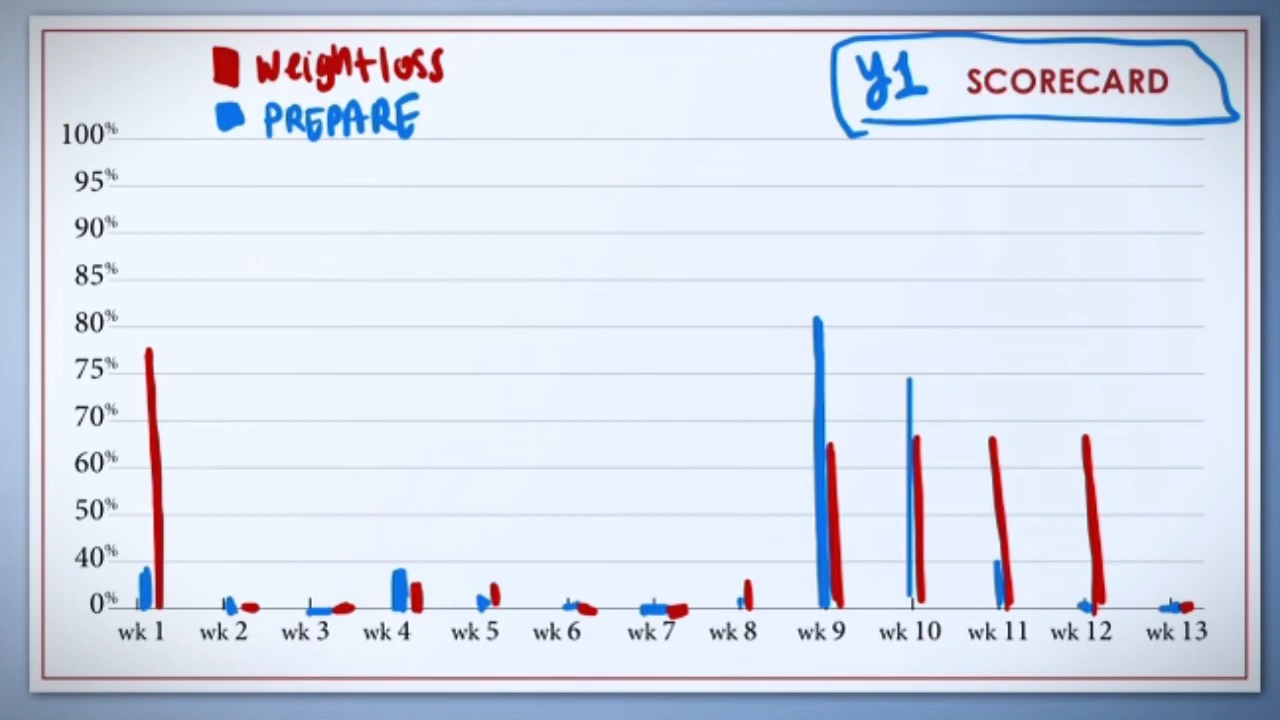 weightloss
PREPARE
Y1 SCORECARD
100%
95%
90%
85%
80%
75%
70%
60%
50%
40%
0%
wk 1 wk 2 wk 3 wk 4 wk 5 wk 6 wk 7 wk 8 wk 9 wk 10 wk 11 wk 12 wk 13